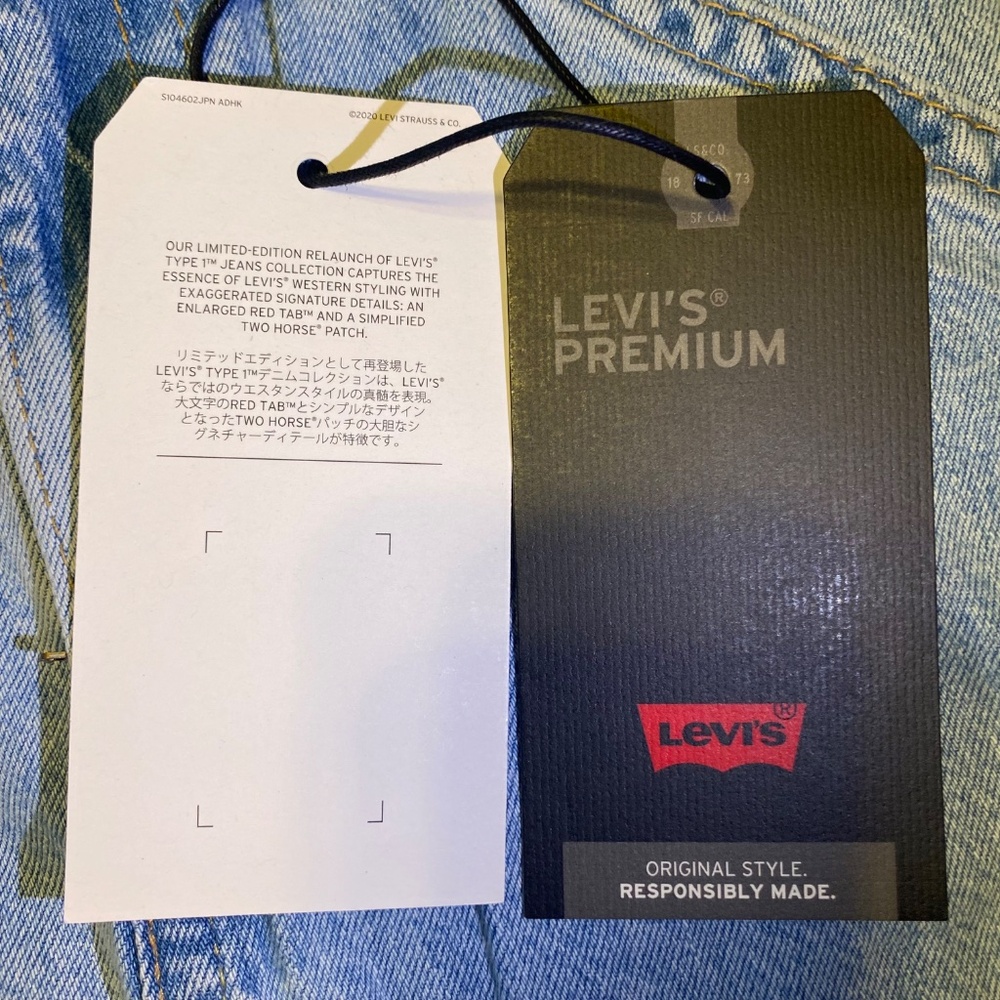 S104602JPN ADHK
©2020 LEVI STRAUSS & CO.
OUR LIMITED-EDITION RELAUNCH OF LEVI'S®
TYPE 1™ JEANS COLLECTION CAPTURES THE
ESSENCE OF LEVI'S® WESTERN STYLING WITH
EXAGGERATED SIGNATURE DETAILS: AN
ENLARGED RED TAB™ AND A SIMPLIFIED
TWO HORSE® PATCH.
リミテッドエディションとして再登場した
LEVI'S® TYPE 1™デニムコレクションは、LEVI'S®
ならではのウエスタンスタイルの真髄を表現。
大文字のRED TAB™とシンプルなデザイン
となったTWO HORSE®パッチの大胆なシ
グネチャーディテールが特徴です。
LS&CO.
18 73
SF CAL
LEVI'S®
PREMIUM
Levi's®
ORIGINAL STYLE.
RESPONSIBLY MADE.